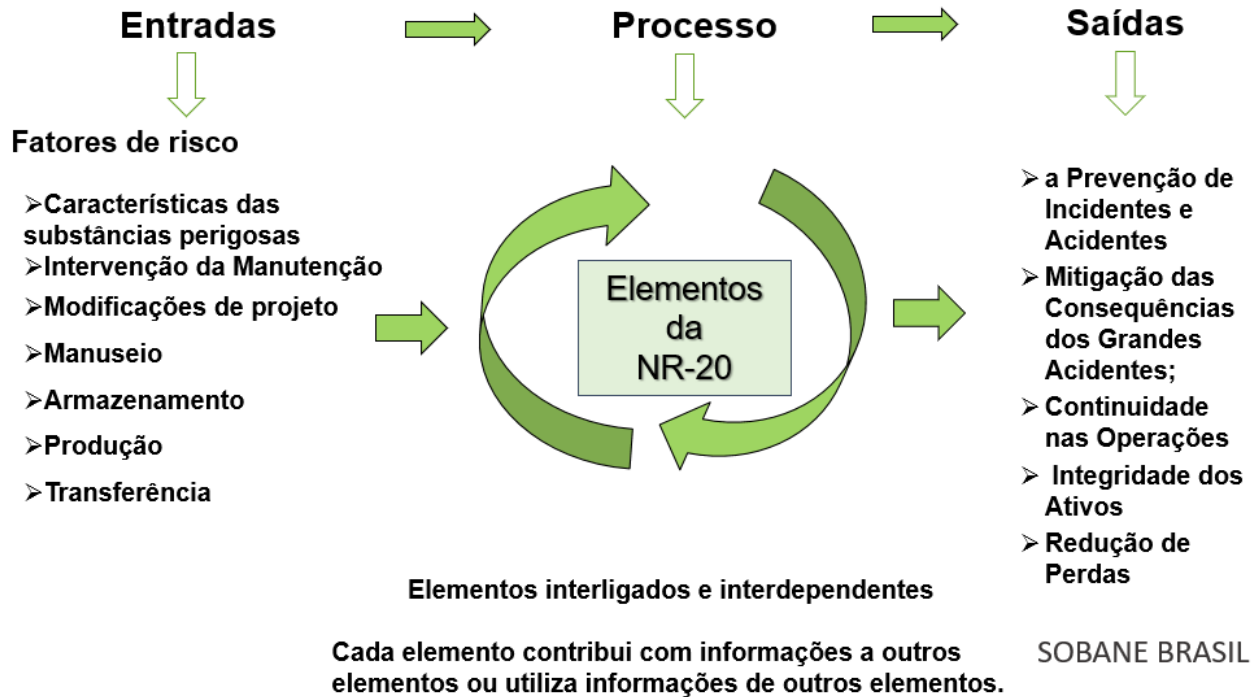 Entradas
Processo
Saídas
Fatores de risco
➢Características das
substâncias perigosas
➢Intervenção da Manutenção
➢Modificações de projeto
➢Manuseio
➢Armazenamento
➢Produção
➢Transferência
Elementos
da
NR-20
➢ a Prevenção de
Incidentes e
Acidentes
➢ Mitigação das
Consequências
dos Grandes
Acidentes;
➢ Continuidade
nas Operações
➢ Integridade dos
Ativos
➢ Redução de
Perdas
Elementos interligados e interdependentes
Cada elemento contribui com informações a outros
elementos ou utiliza informações de outros elementos.
SOBANE BRASIL